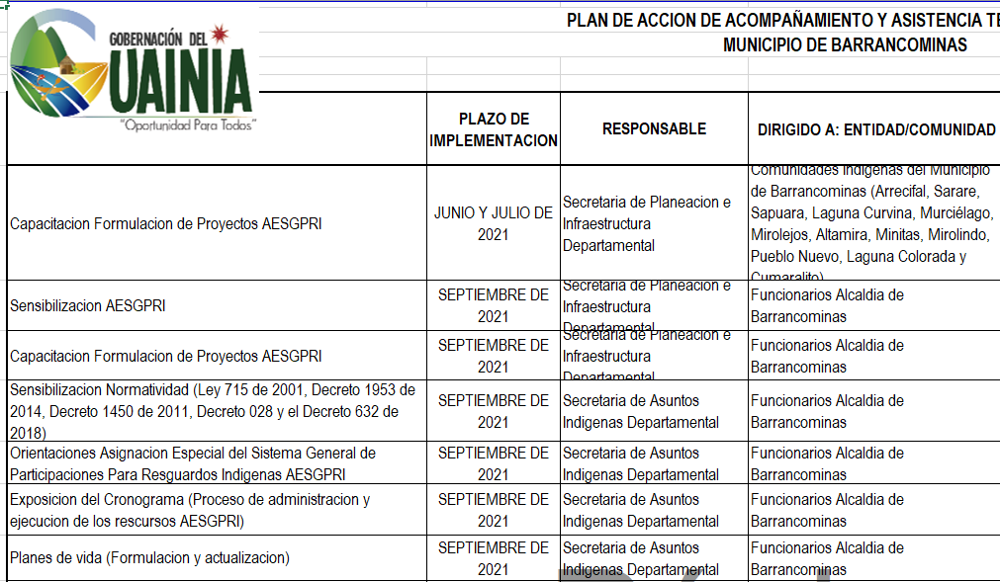 GOBERNACIÓN DEL
UAINIA
"Oportunidad Para Todos"
PLAN DE ACCION DE ACOMPAÑAMIENTO Y ASISTENCIA
MUNICIPIO DE BARRANCOMINAS
PLAZO DE
IMPLEMENTACION
RESPONSABLE
DIRIGIDO A: ENTIDAD/COMUNIDAD
Capacitacion Formulacion de Proyectos AESGPRI
JUNIO Y JULIO DE
2021
Secretaria de Planeacion e
Infraestructura
Departamental
Comunidades Indigenas del Municipio
de Barrancominas (Arrecifal, Sarare,
Sapuara, Laguna Curvina, Murciélago,
Mirolejos, Altamira, Minitas, Mirolindo,
Pueblo Nuevo, Laguna Colorada y
Cumaralito)
Sensibilizacion AESGPRI
SEPTIEMBRE DE
2021
Secretaria de Planeacion e
Infraestructura
Departamental
Funcionarios Alcaldia de
Barrancominas
Capacitacion Formulacion de Proyectos AESGPRI
SEPTIEMBRE DE
2021
Secretaria de Planeacion e
Infraestructura
Departamental
Funcionarios Alcaldia de
Barrancominas
Sensibilizacion Normatividad (Ley 715 de 2001, Decreto 1953 de
2014, Decreto 1450 de 2011, Decreto 028 y el Decreto 632 de
2018)
SEPTIEMBRE DE
2021
Secretaria de Asuntos
Indigenas Departamental
Funcionarios Alcaldia de
Barrancominas
Orientaciones Asignacion Especial del Sistema General de
Participaciones Para Resguardos Indigenas AESGPRI
SEPTIEMBRE DE
2021
Secretaria de Asuntos
Indigenas Departamental
Funcionarios Alcaldia de
Barrancominas
Exposicion del Cronograma (Proceso de administracion y
ejecucion de los rescursos AESGPRI)
SEPTIEMBRE DE
2021
Secretaria de Asuntos
Indigenas Departamental
Funcionarios Alcaldia de
Barrancominas
Planes de vida (Formulacion y actualizacion)
SEPTIEMBRE DE
2021
Secretaria de Asuntos
Indigenas Departamental
Funcionarios Alcaldia de
Barrancominas